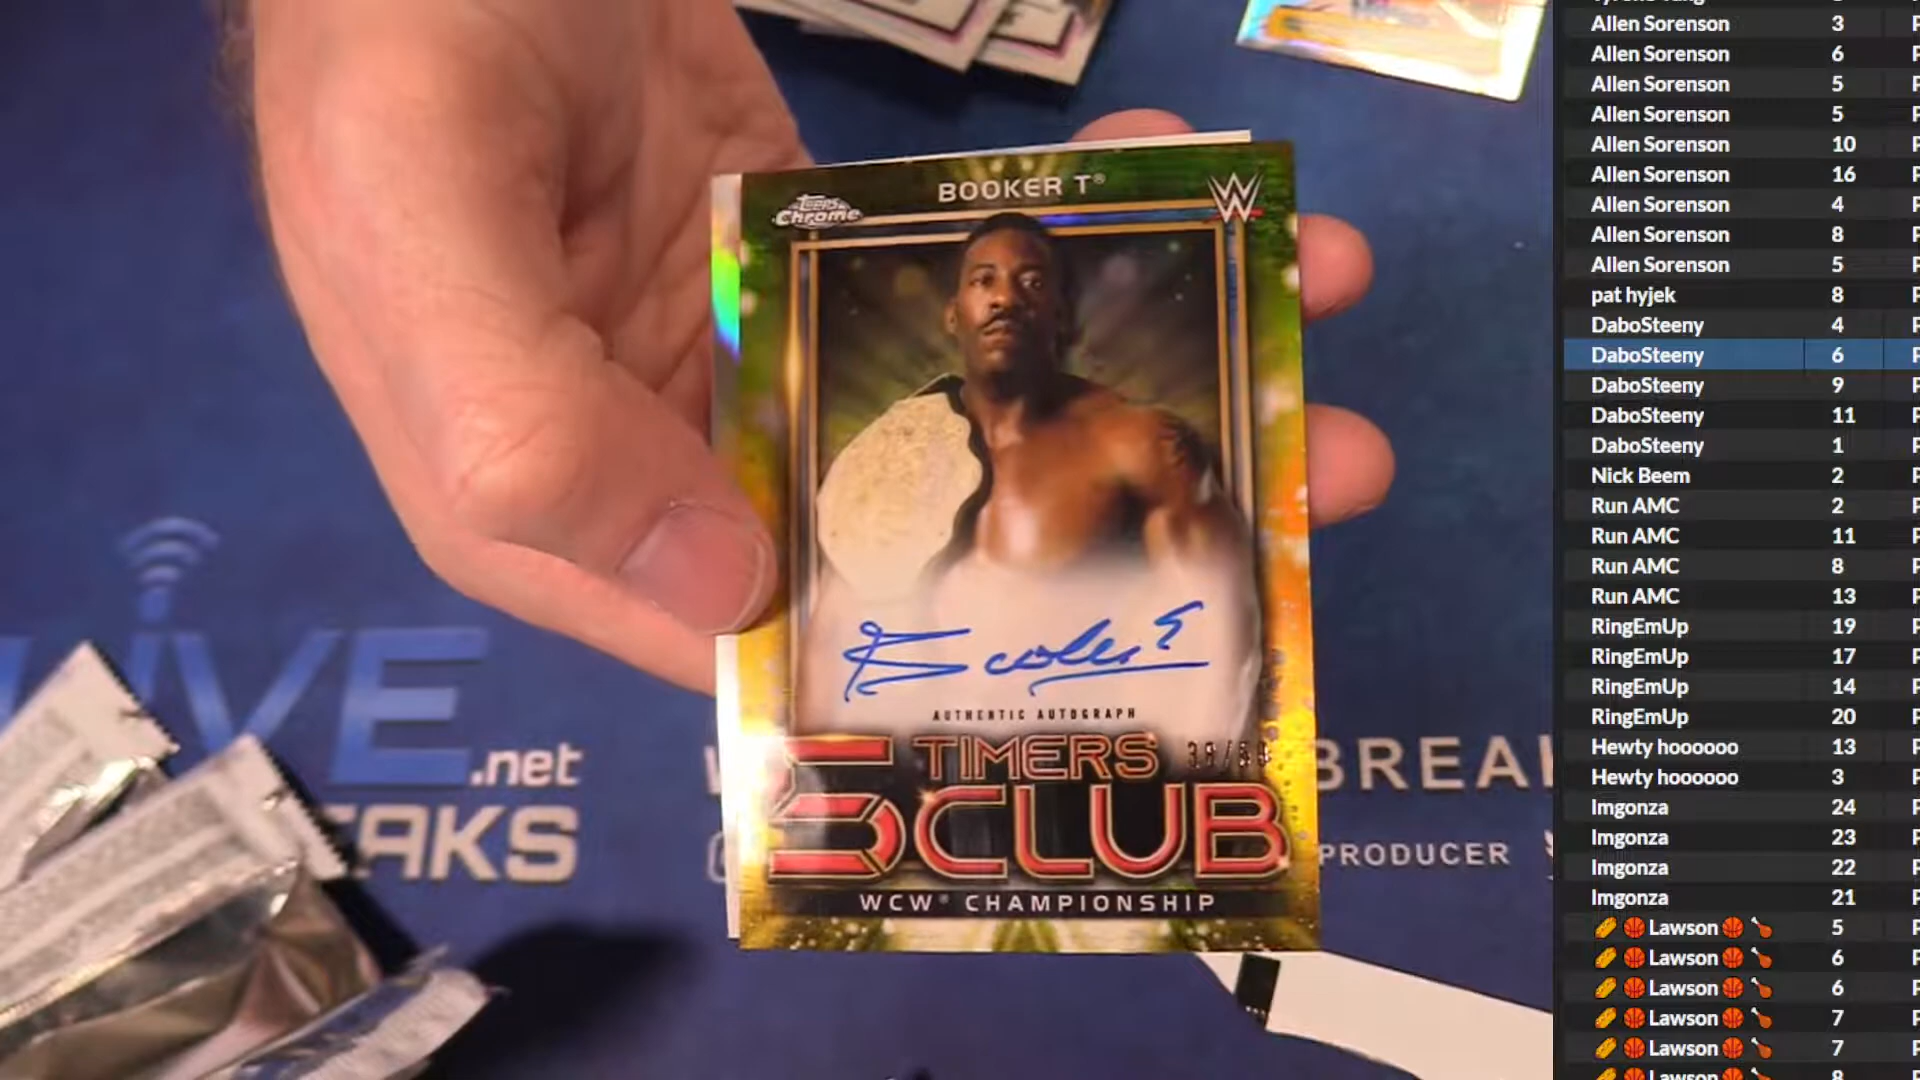 BOOKER T®
Topps Chrome
W
AUTHENTIC AUTOGRAPH
5 TIMERS CLUB
WCW® CHAMPIONSHIP
LIVE
.net
BREA
PRODUCER
AKS
Allen Sorenson 3
Allen Sorenson 6
Allen Sorenson 5
Allen Sorenson 5
Allen Sorenson 10
Allen Sorenson 16
Allen Sorenson 4
Allen Sorenson 8
Allen Sorenson 5
pat hyjek 8
DaboSteeny 4
DaboSteeny 6
DaboSteeny 9
DaboSteeny 11
DaboSteeny 1
Nick Beem 2
Run AMC 2
Run AMC 11
Run AMC 8
Run AMC 13
RingEmUp 19
RingEmUp 17
RingEmUp 14
RingEmUp 20
Hewty hoooooo 13
Hewty hoooooo 3
Imgonza 24
Imgonza 23
Imgonza 22
Imgonza 21
Lawson 5
Lawson 6
Lawson 6
Lawson 7
Lawson 7
Lawson 8